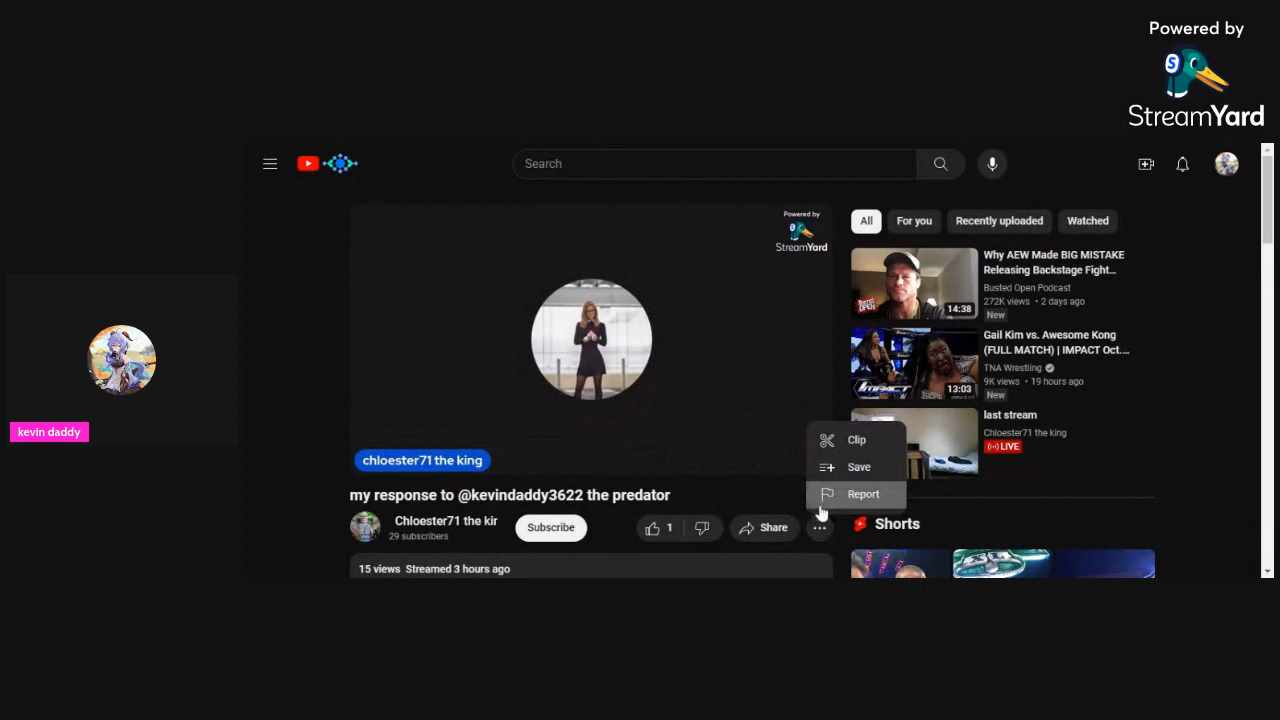 Powered by
StreamYard
Search
Powered by
StreamYard
chloester71 the king
my response to @kevindaddy3622 the predator
Chloester71 the kir
29 subscribers
Subscribe
1
Share
15 views Streamed 3 hours ago
Clip
Save
Report
All
For you
Recently uploaded
Watched
14:38
Why AEW Made BIG MISTAKE
Releasing Backstage Fight...
Busted Open Podcast
272K views • 2 days ago
New
IMPACT
13:03
Gail Kim vs. Awesome Kong
(FULL MATCH) | IMPACT Oct....
TNA Wrestling
9K views • 19 hours ago
New
last stream
Chloester71 the king
LIVE
Shorts
kevin daddy